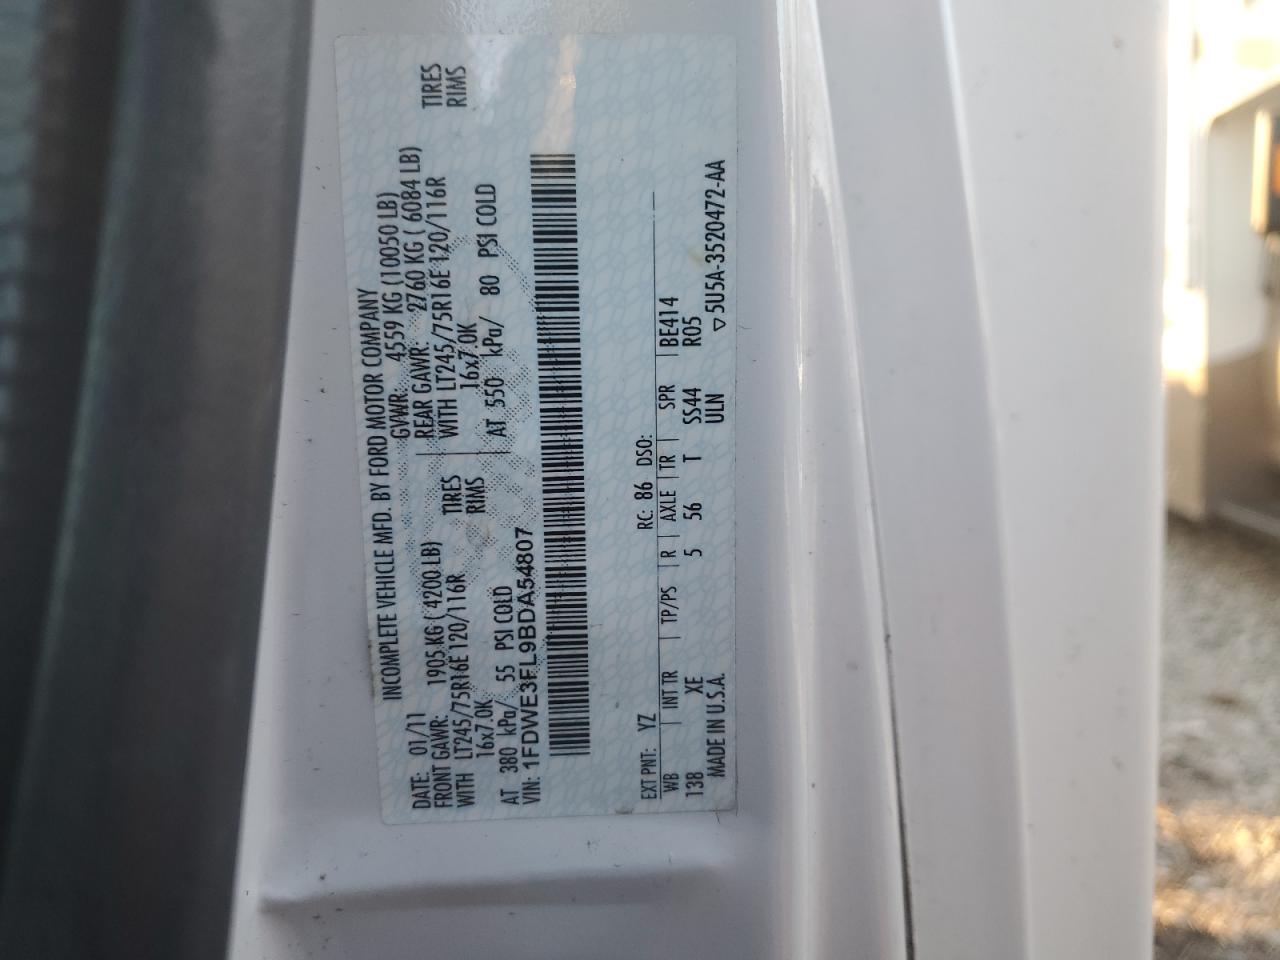 INCOMPLETE VEHICLE MFD. BY FORD MOTOR COMPANY
DATE: 01/11 GVWR: 4559 KG (10050 LB)
FRONT GAWR: 1905 KG ( 4200 LB) REAR GAWR: 2760 KG ( 6084 LB)
WITH LT245/75R16E 120/116R TIRES WITH LT245/75R16E 120/116R TIRES
16x7.0K RIMS 16x7.0K RIMS
AT 380 kPa/ 55 PSI COLD AT 550 kPa/ 80 PSI COLD
VIN: 1FDWE3FL9BDA54807
EXT PNT: YZ RC: 86 DSO:
WB INT TR TP/PS R AXLE TR SPR BE414
138 XE 5 56 T SS44 R05
MADE IN U.S.A. ULN ▽5U5A-3520472-AA